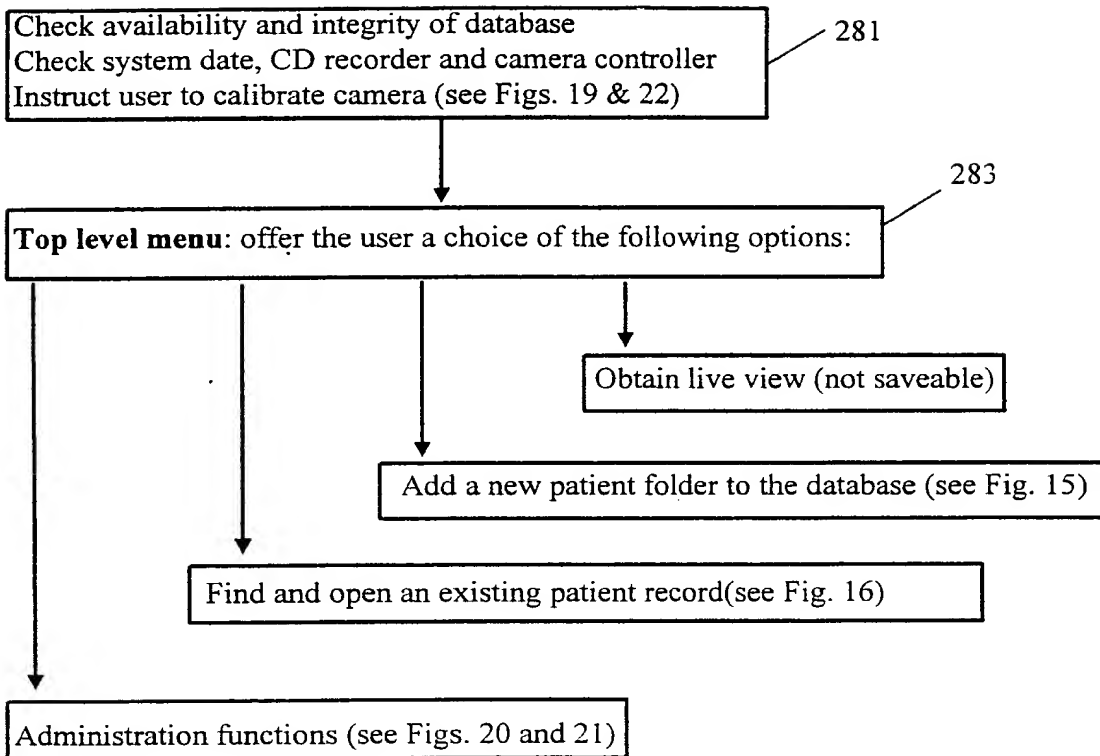 Check availability and integrity of database
Check system date, CD recorder and camera controller
Instruct user to calibrate camera (see Figs. 19 & 22)
281
283
Top level menu: offer the user a choice of the following options:
Obtain live view (not saveable)
Add a new patient folder to the database (see Fig. 15)
Find and open an existing patient record(see Fig. 16)
Administration functions (see Figs. 20 and 21)